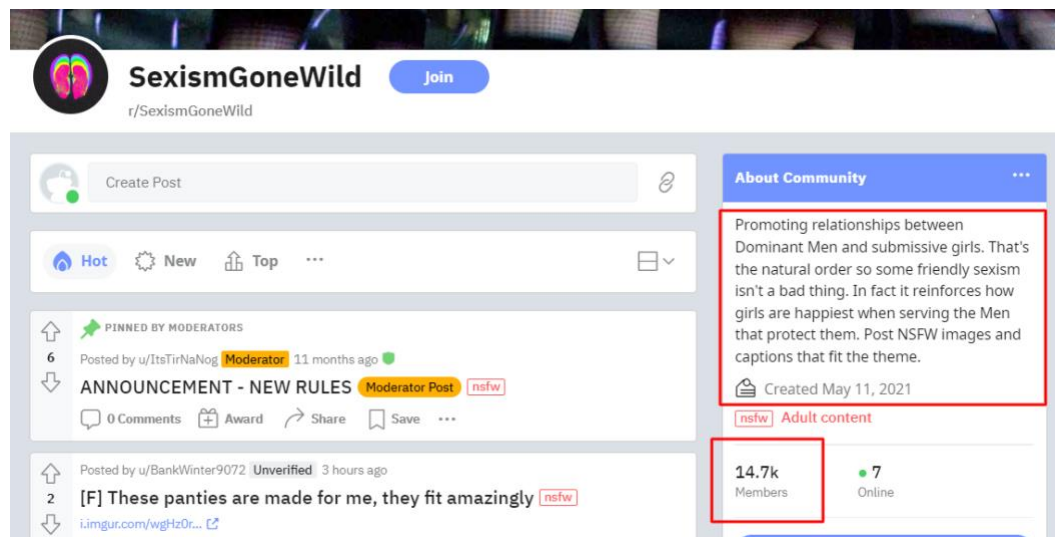 SexismGoneWild
Join
r/SexismGoneWild
Create Post
Hot
New
Top
...
PINNED BY MODERATORS
6
Posted by u/ItsTirNaNog Moderator 11 months ago
ANNOUNCEMENT - NEW RULES Moderator Post nsfw
0 Comments Award Share Save ...
Posted by u/BankWinter9072 Unverified 3 hours ago
2
[F] These panties are made for me, they fit amazingly nsfw
i.imgur.com/wgHz0r...
About Community
...
Promoting relationships between
Dominant Men and submissive girls. That's
the natural order so some friendly sexism
isn't a bad thing. In fact it reinforces how
girls are happiest when serving the Men
that protect them. Post NSFW images and
captions that fit the theme.
Created May 11, 2021
nsfw Adult content
14.7k
Members
7
Online